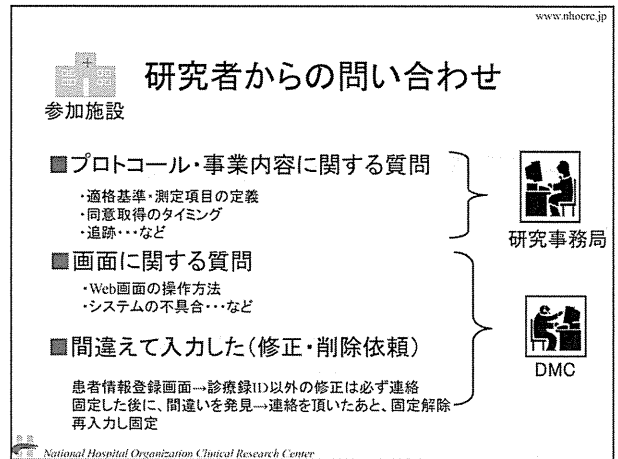 www.nhocrc.jp
研究者からの問い合わせ
参加施設
■プロトコール・事業内容に関する質問
・適格基準・測定項目の定義
・同意取得のタイミング
・追跡・・・など
研究事務局
■画面に関する質問
・Web画面の操作方法
・システムの不具合・・・など
■間違えて入力した（修正・削除依頼）
DMC
患者情報登録画面→診療録ID以外の修正は必ず連絡
固定した後に、間違いを発見→連絡を頂いたあと、固定解除
再入力し固定
National Hospital Organization Clinical Research Center